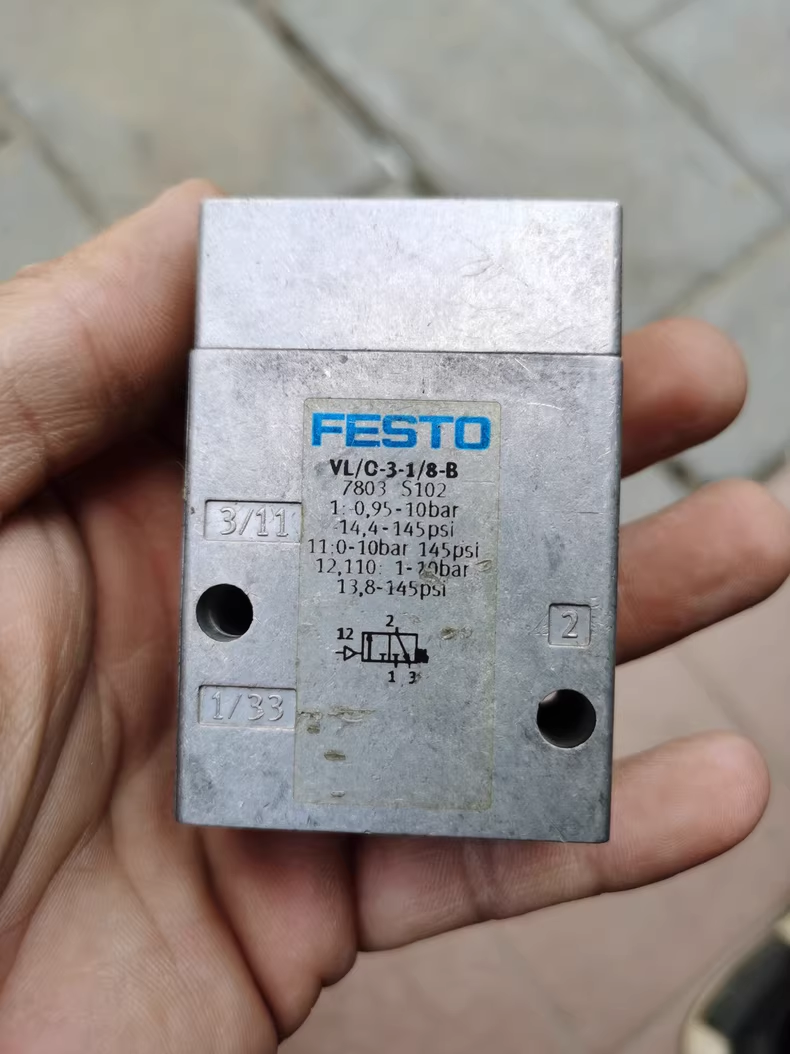 FESTO
VL/O-3-1/8-B
7803 S102
1: 0,95-10bar
14,4-145psi
11:0-10bar 145psi
12,110: 1-10bar
13,8-145psi
3/11
2
12
2
1 3
1/33